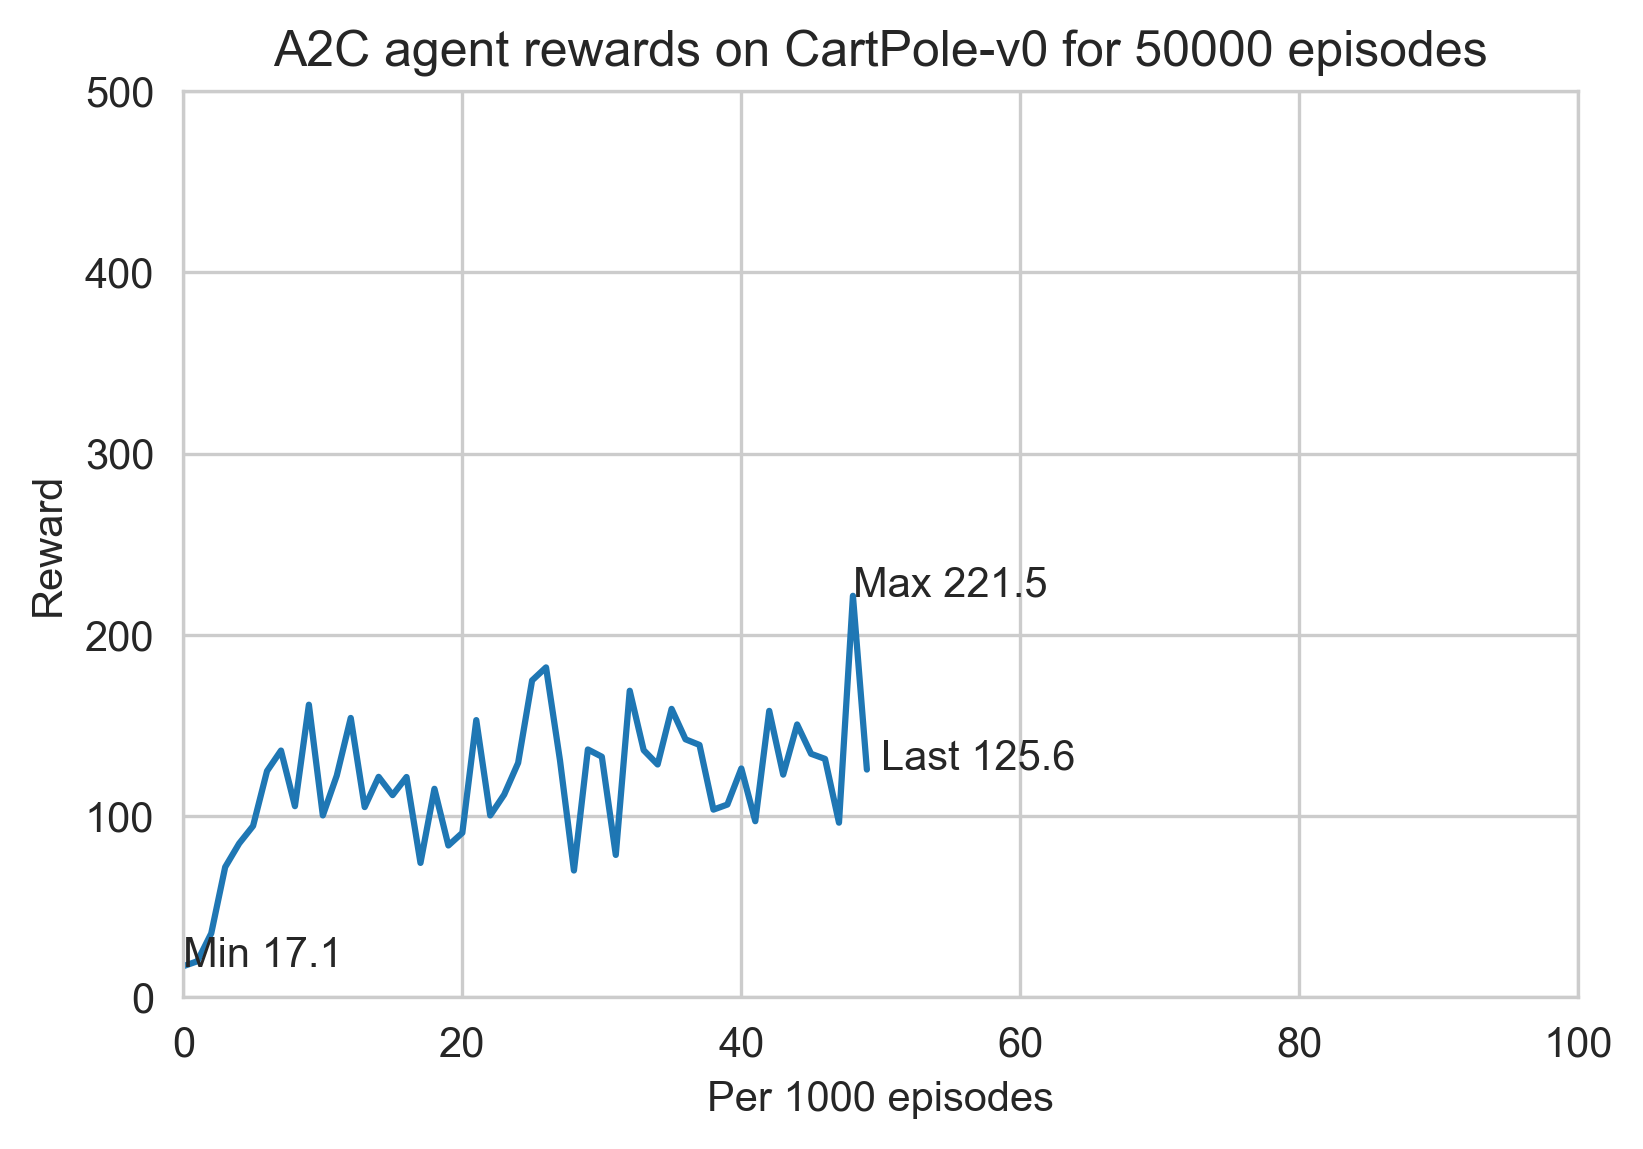 A2C agent rewards on CartPole-v0 for 50000 episodes
500
400
300
200
100
0
Reward
Max 221.5
Last 125.6
Min 17.1
0 20 40 60 80 100
Per 1000 episodes